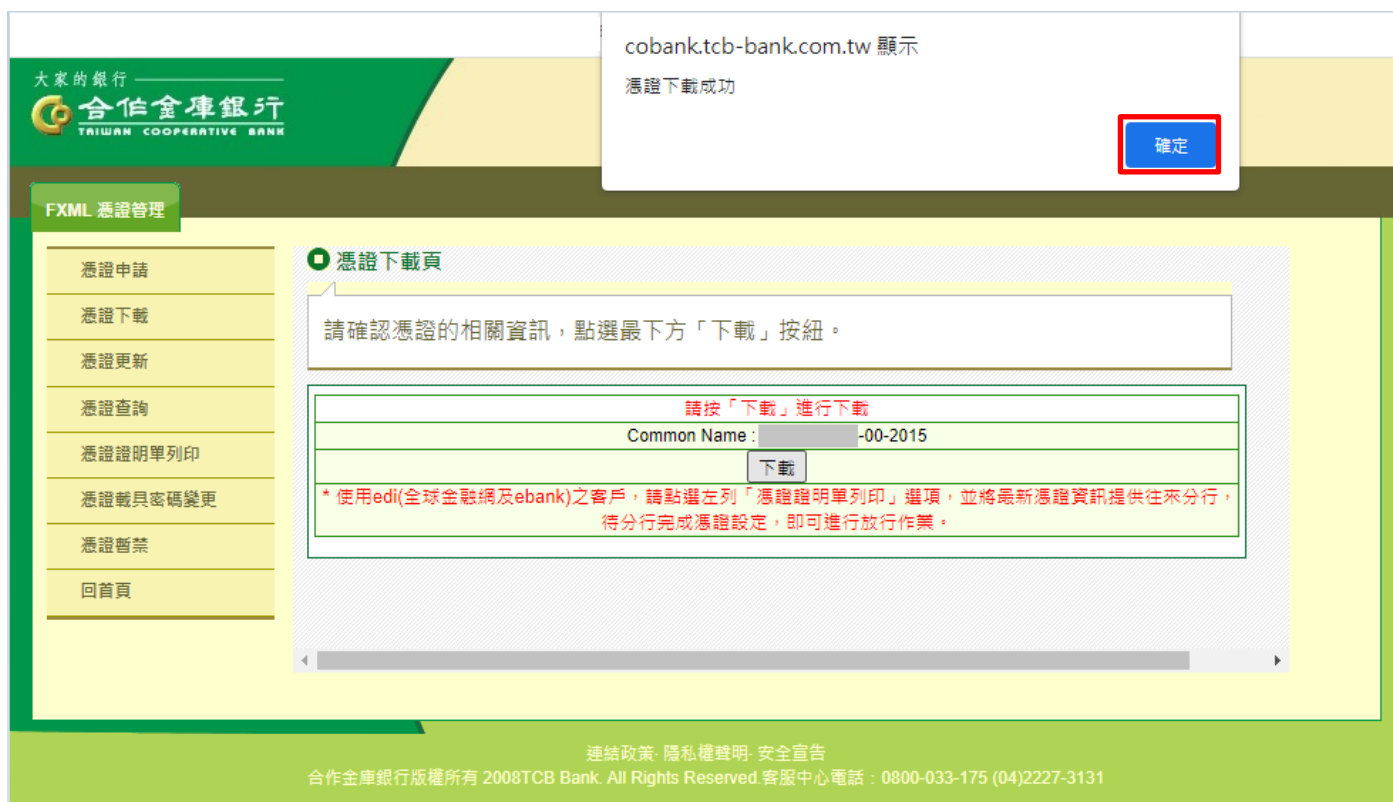 cobank.tcb-bank.com.tw 顯示
憑證下載成功
確定
大家的銀行
合作金庫銀行
TAIWAN COOPERATIVE BANK
FXML 憑證管理
憑證申請
憑證下載
憑證更新
憑證查詢
憑證證明單列印
憑證載具密碼變更
憑證暫禁
回首頁
憑證下載頁
請確認憑證的相關資訊，點選最下方「下載」按鈕。
請按「下載」進行下載
Common Name : -00-2015
下載
* 使用edi(全球金融網及ebank)之客戶，請點選左列「憑證證明單列印」選項，並將最新憑證資訊提供往來分行，
待分行完成憑證設定，即可進行放行作業。
連結政策· 隱私權聲明· 安全宣告
合作金庫銀行版權所有 2008TCB Bank. All Rights Reserved.客服中心電話：0800-033-175 (04)2227-3131